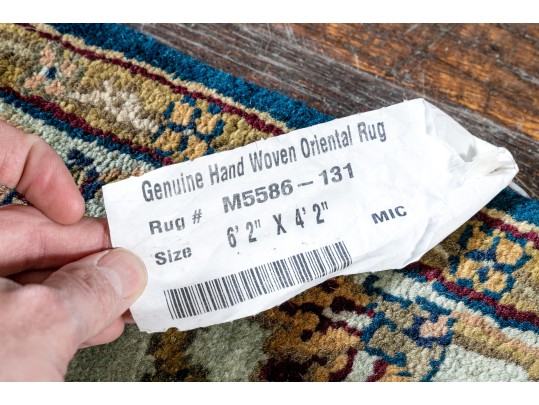 Genuine Hand Woven Oriental Rug
Rug # M5586-131
Size 6' 2" X 4' 2" MIC